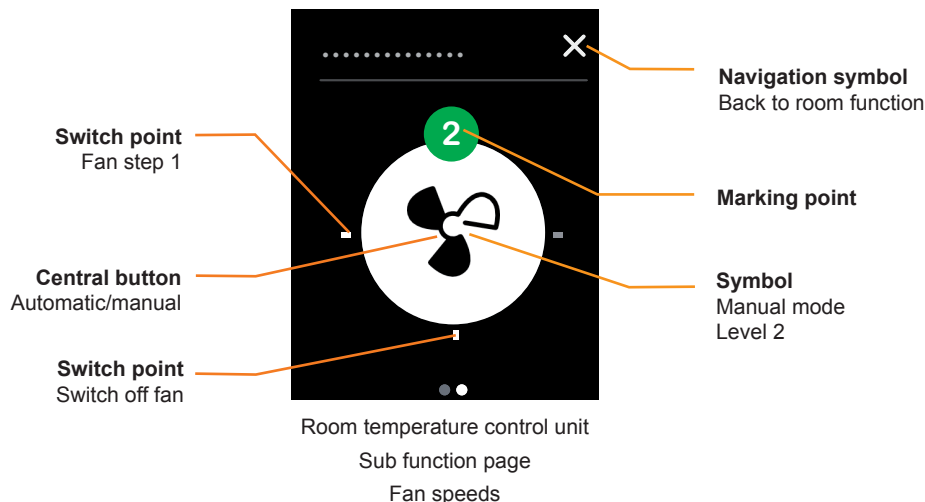 Navigation symbol
Back to room function
Switch point
Fan step 1
2
Marking point
Central button
Automatic/manual
Symbol
Manual mode
Level 2
Switch point
Switch off fan
Room temperature control unit
Sub function page
Fan speeds